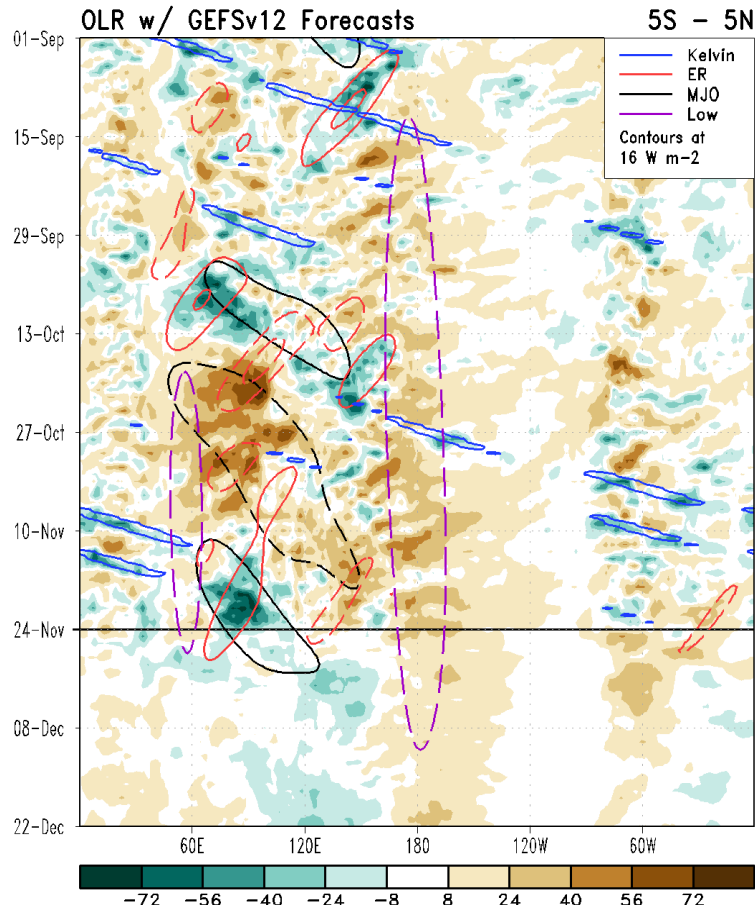 OLR w/ GEFSv12 Forecasts 5S - 5N
01-Sep
15-Sep
29-Sep
13-Oct
27-Oct
10-Nov
24-Nov
08-Dec
22-Dec
Kelvin
ER
MJO
Low
Contours at
16 W m-2
60E 120E 180 120W 60W
-72 -56 -40 -24 -8 8 24 40 56 72